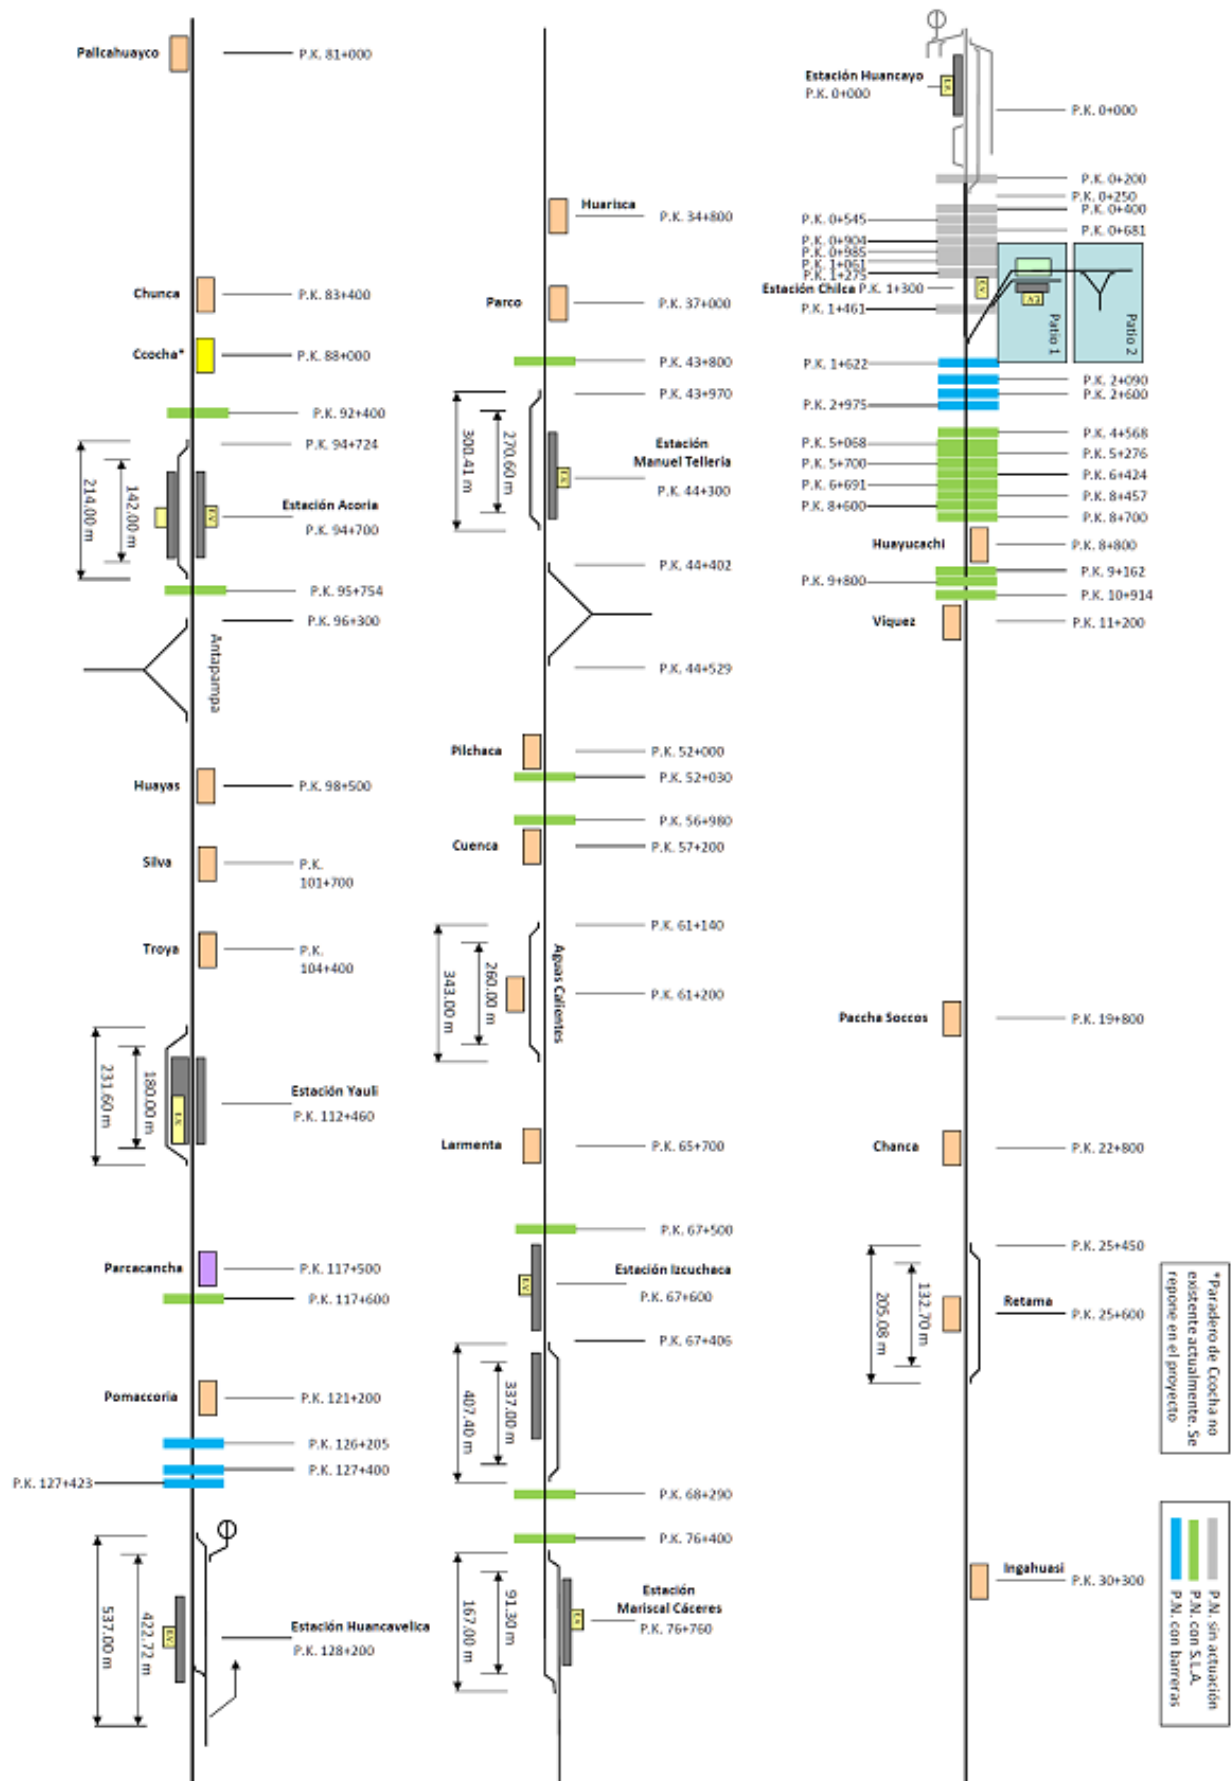 Pallcahuayco
P.K. 81+000
Chunca
P.K. 83+400
Ccocha*
P.K. 88+000
P.K. 92+400
P.K. 94+724
142.00 m
214.00 m
Estación Acoria
P.K. 94+700
E.V.
P.K. 95+754
P.K. 96+300
Antapampa
Huayas
P.K. 98+500
Silva
P.K.
101+700
Troya
P.K.
104+400
180.00 m
231.60 m
E.V.
Estación Yauli
P.K. 112+460
Parcacancha
P.K. 117+500
P.K. 117+600
Pomaccoria
P.K. 121+200
P.K. 126+205
P.K. 127+400
P.K. 127+423
422.72 m
537.00 m
E.V.
Estación Huancavelica
P.K. 128+200
Huarisca
P.K. 34+800
Parco
P.K. 37+000
P.K. 43+800
P.K. 43+970
270.60 m
300.41 m
Estación
Manuel Telleria
P.K. 44+300
E.V.
P.K. 44+402
P.K. 44+529
Pilchaca
P.K. 52+000
P.K. 52+030
P.K. 56+980
Cuenca
P.K. 57+200
P.K. 61+140
Aguas Calientes
260.00 m
343.00 m
P.K. 61+200
Larmenta
P.K. 65+700
P.K. 67+500
Estación Izcuchaca
P.K. 67+600
E.V.
P.K. 67+406
337.00 m
407.40 m
P.K. 68+290
P.K. 76+400
91.30 m
167.00 m
Estación
Mariscal Cáceres
P.K. 76+760
E.V.
Estación Huancayo
P.K. 0+000
E.V.
P.K. 0+000
P.K. 0+200
P.K. 0+250
P.K. 0+400
P.K. 0+545
P.K. 0+681
P.K. 0+904
P.K. 0+985
P.K. 1+061
P.K. 1+275
Estación Chilca P.K. 1+300
E.V.
P.K. 1+461
E.V.
Patio 1
Patio 2
P.K. 1+622
P.K. 2+090
P.K. 2+600
P.K. 2+975
P.K. 4+568
P.K. 5+068
P.K. 5+276
P.K. 5+700
P.K. 6+424
P.K. 6+691
P.K. 8+457
P.K. 8+600
P.K. 8+700
Huayucachi
P.K. 8+800
P.K. 9+162
P.K. 9+800
P.K. 10+914
Viquez
P.K. 11+200
Paccha Soccos
P.K. 19+800
Chanca
P.K. 22+800
P.K. 25+450
132.70 m
205.08 m
Retama
P.K. 25+600
Ingahuasi
P.K. 30+300
*Paradero de Ccocha no
existente actualmente. Se
repone en el proyecto
P.N. sin actuación
P.N. con S.L.A.
P.N. con barreras